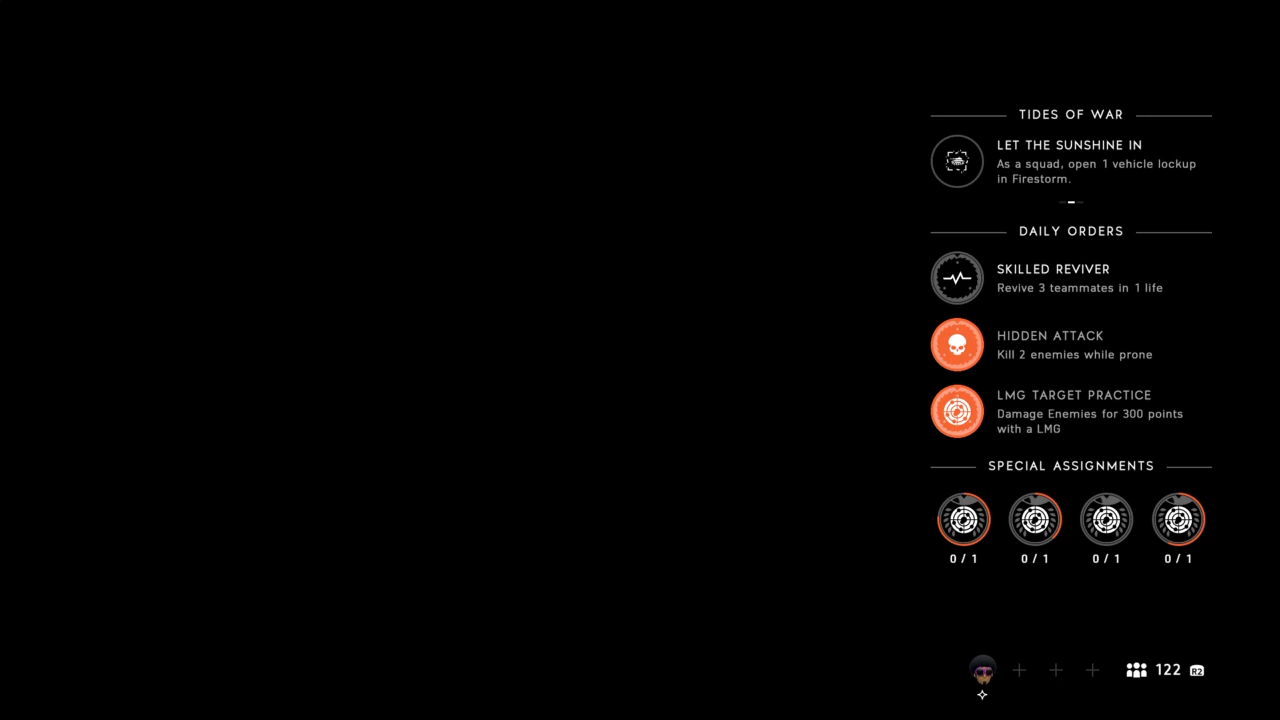 TIDES OF WAR
LET THE SUNSHINE IN
As a squad, open 1 vehicle lockup
in Firestorm.
DAILY ORDERS
SKILLED REVIVER
Revive 3 teammates in 1 life
HIDDEN ATTACK
Kill 2 enemies while prone
LMG TARGET PRACTICE
Damage Enemies for 300 points
with a LMG
SPECIAL ASSIGNMENTS
0 / 1 0 / 1 0 / 1 0 / 1
122 R2